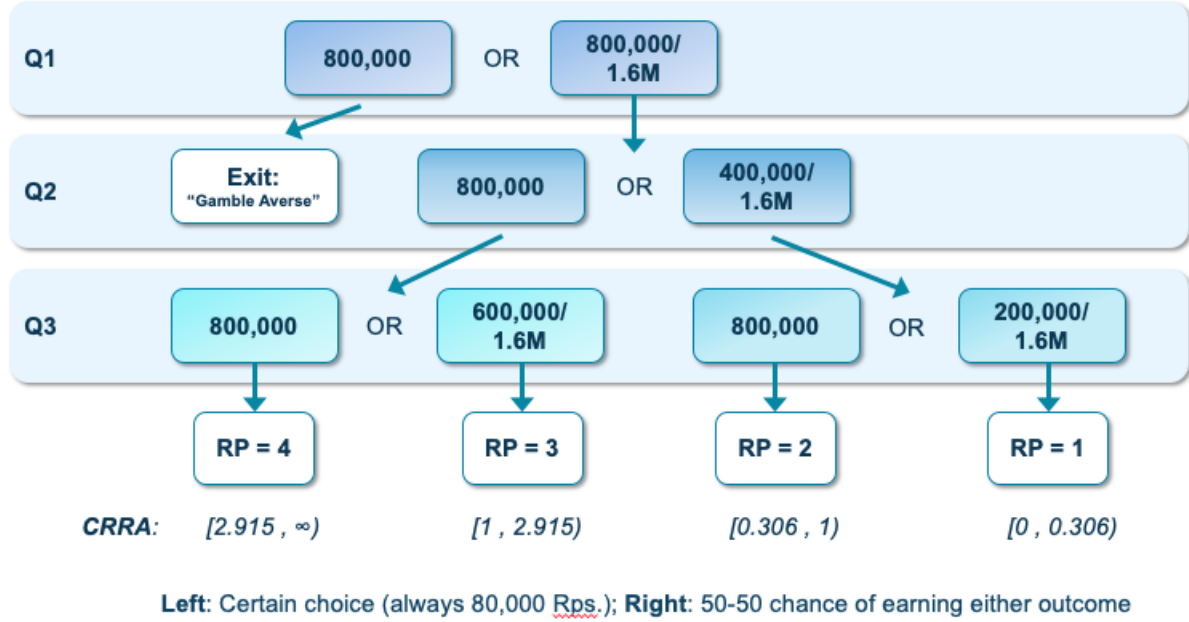 Q1
800,000
OR
800,000/
1.6M
Q2
Exit:
“Gamble Averse”
800,000
OR
400,000/
1.6M
Q3
800,000
OR
600,000/
1.6M
800,000
OR
200,000/
1.6M
RP = 4
RP = 3
RP = 2
RP = 1
CRRA: [2.915 , ∞) [1 , 2.915) [0.306 , 1) [0 , 0.306)
Left: Certain choice (always 80,000 Rps.); Right: 50-50 chance of earning either outcome